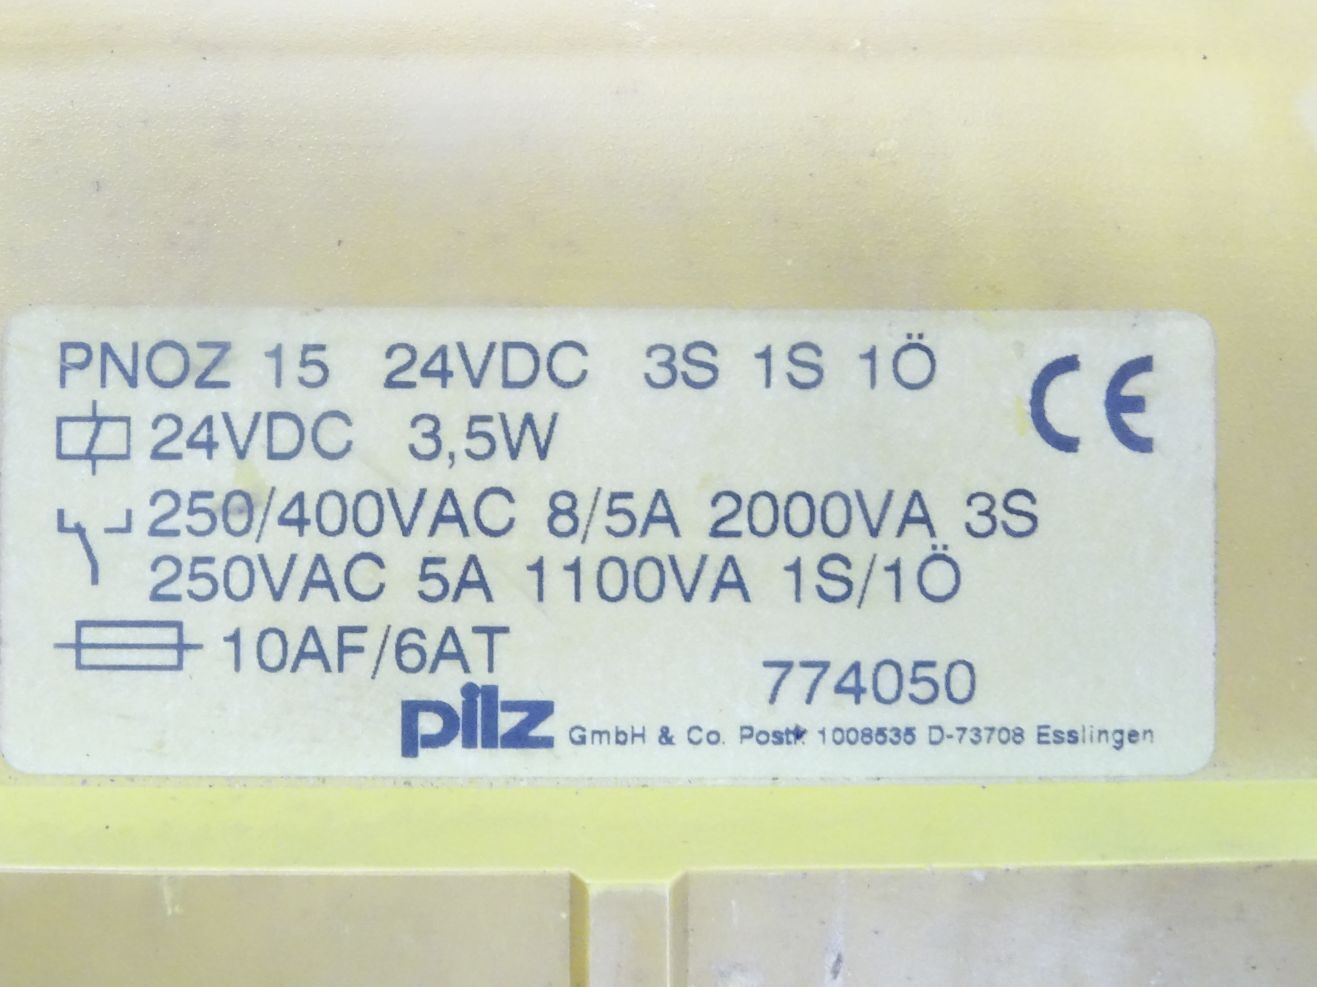 PNOZ 15 24VDC 3S 1S 1Ö
CE
24VDC 3,5W
250/400VAC 8/5A 2000VA 3S
250VAC 5A 1100VA 1S/1Ö
10AF/6AT
774050
pilz GmbH & Co. Postf. 1008535 D-73708 Esslingen